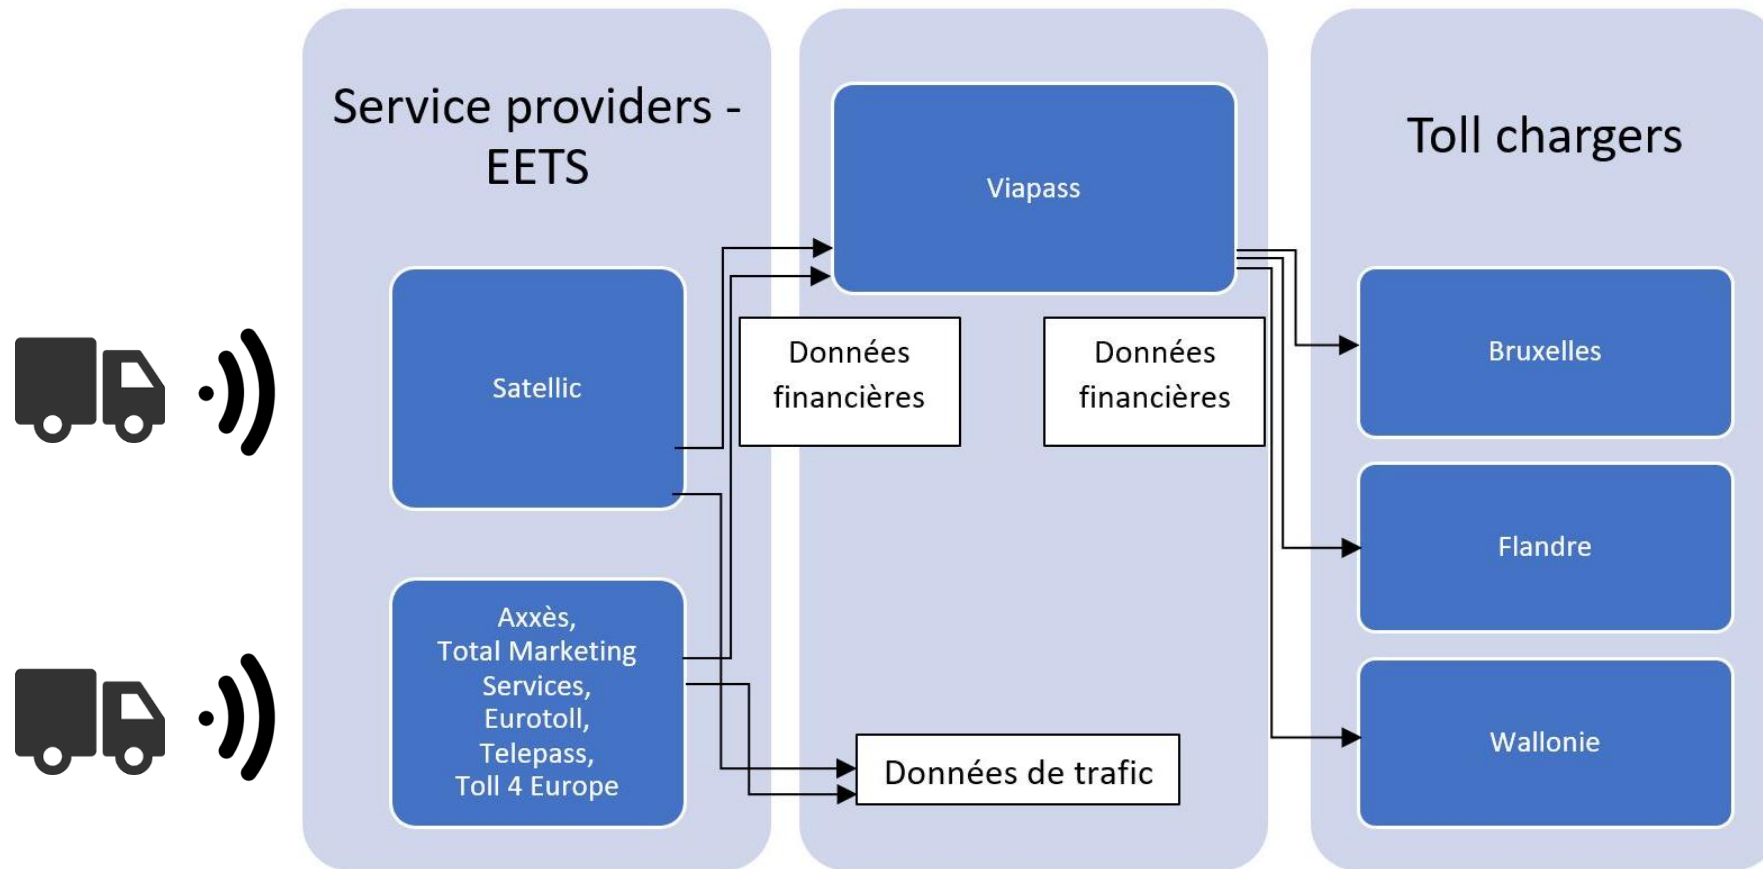 Service providers -
EETS
Satellic
Axxès,
Total Marketing
Services,
Eurotoll,
Telepass,
Toll 4 Europe
Viapass
Données
financières
Données
financières
Données de trafic
Toll chargers
Bruxelles
Flandre
Wallonie